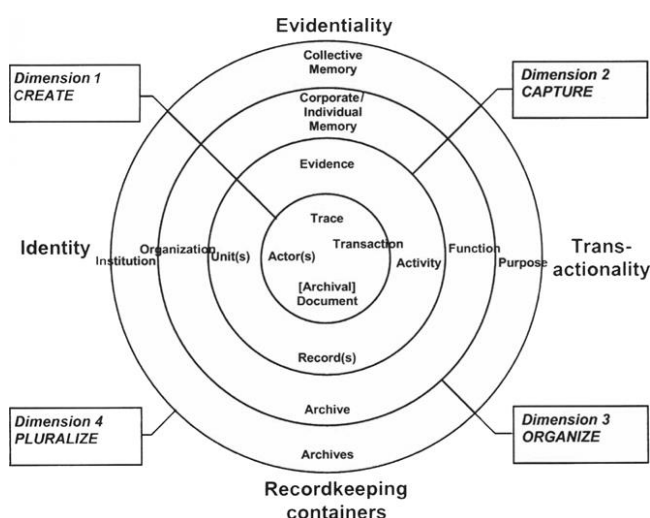 Evidentiality
Collective
Memory
Dimension 1
CREATE
Dimension 2
CAPTURE
Corporate/
Individual
Memory
Evidence
Trace
Identity
Institution
Organization
Unit(s)
Actor(s)
Transaction
Activity
Function
Purpose
Trans-
actionality
[Archival]
Document
Record(s)
Archive
Dimension 4
PLURALIZE
Dimension 3
ORGANIZE
Archives
Recordkeeping
containers